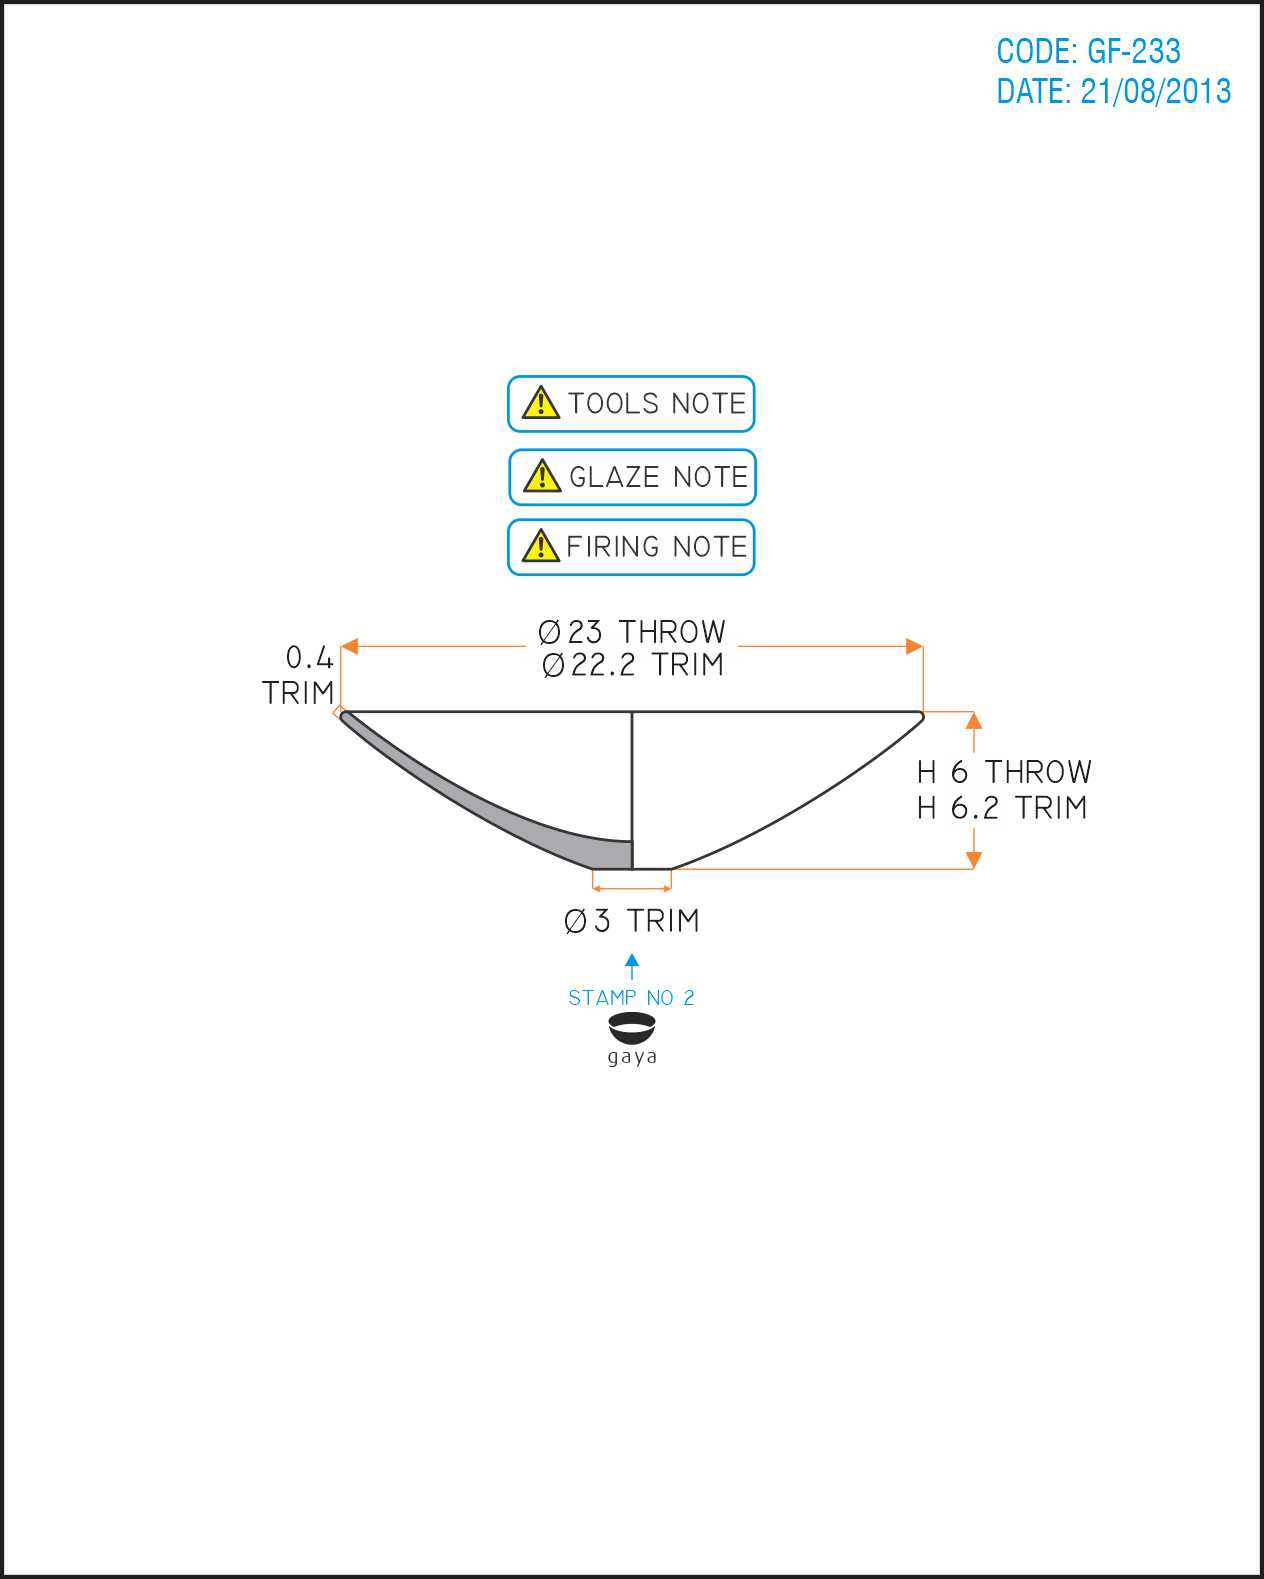 CODE: GF-233
DATE: 21/08/2013
TOOLS NOTE
GLAZE NOTE
FIRING NOTE
Ø23 THROW
Ø22.2 TRIM
0.4
TRIM
H 6 THROW
H 6.2 TRIM
Ø3 TRIM
STAMP NO 2
gaya